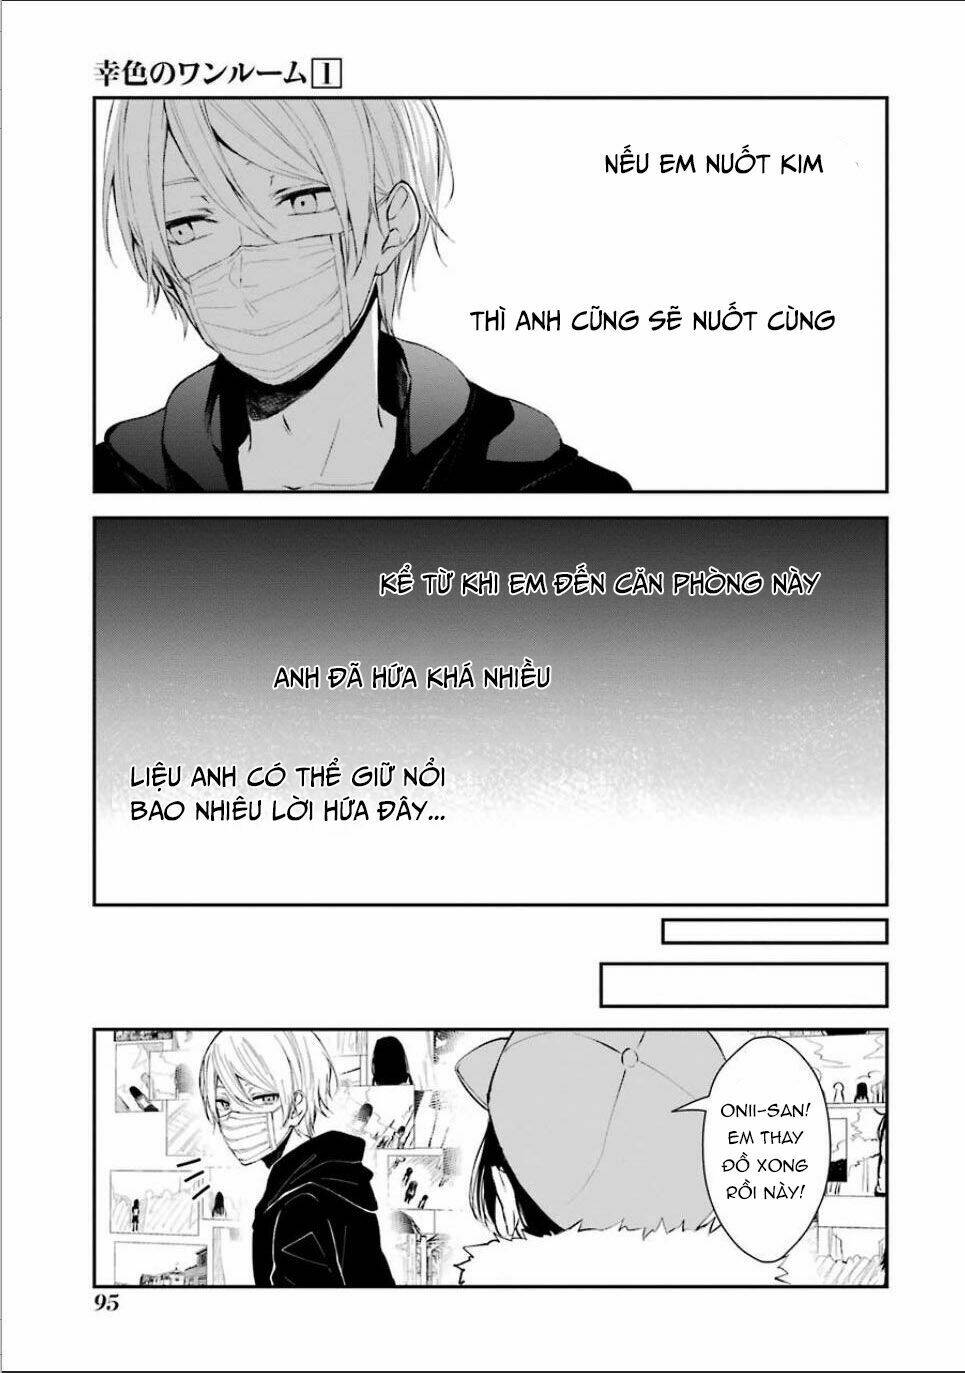 幸色のワンルーム 1
NẾU EM NUỐT KIM
THÌ ANH CŨNG SẼ NUỐT CÙNG
KỂ TỪ KHI EM ĐẾN CĂN PHÒNG NÀY
ANH ĐÃ HỨA KHÁ NHIỀU
LIỆU ANH CÓ THỂ GIỮ NỔI
BAO NHIÊU LỜI HỨA ĐÂY...
ONII-SAN!
EM THAY
ĐỒ XONG
RỒI NÀY!
95